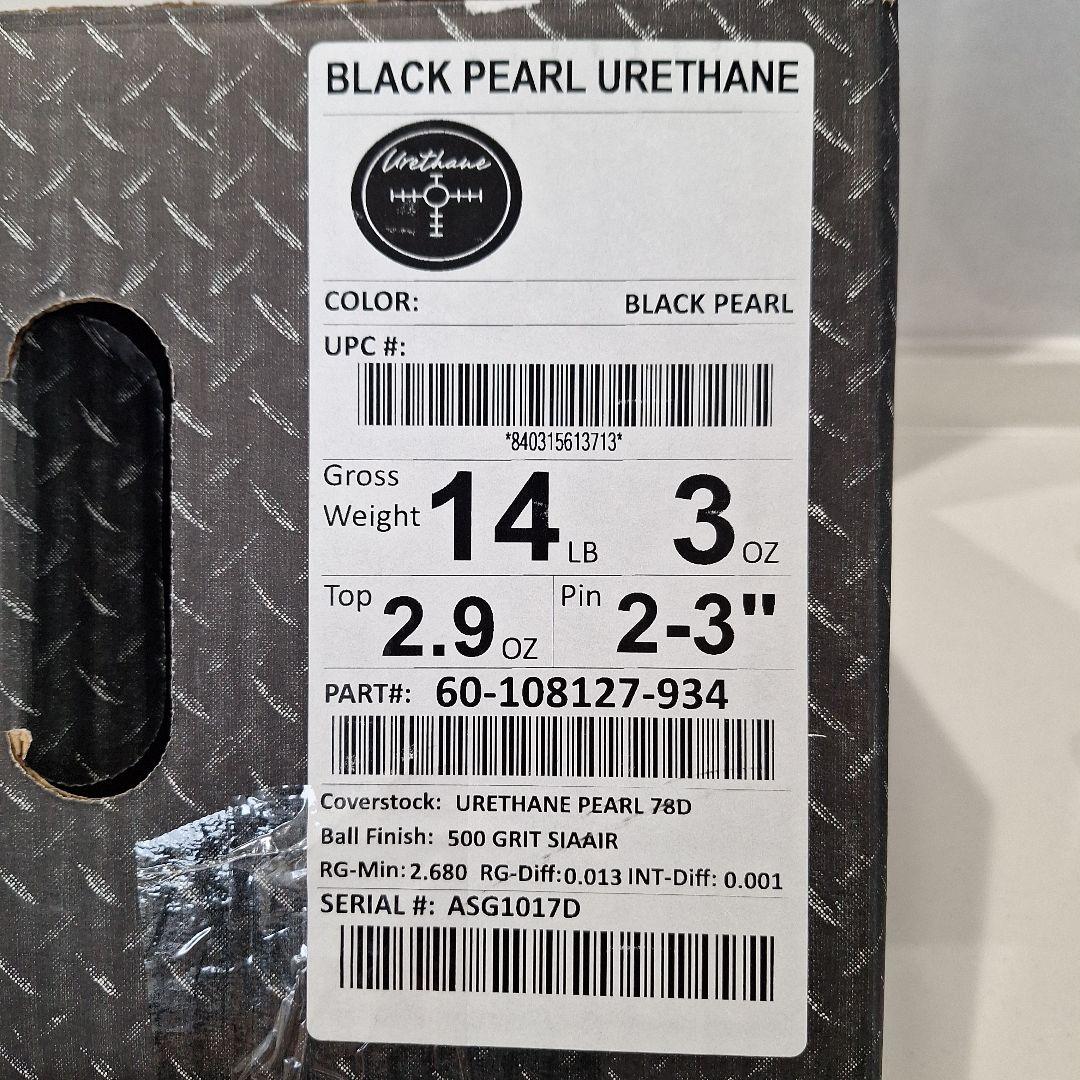 BLACK PEARL URETHANE
Urethane
COLOR: BLACK PEARL
UPC #:
*840315613713*
Gross Weight 14 LB 3 OZ
Top 2.9 OZ Pin 2-3"
PART#: 60-108127-934
Coverstock: URETHANE PEARL 78D
Ball Finish: 500 GRIT SIAAIR
RG-Min: 2.680 RG-Diff: 0.013 INT-Diff: 0.001
SERIAL #: ASG1017D